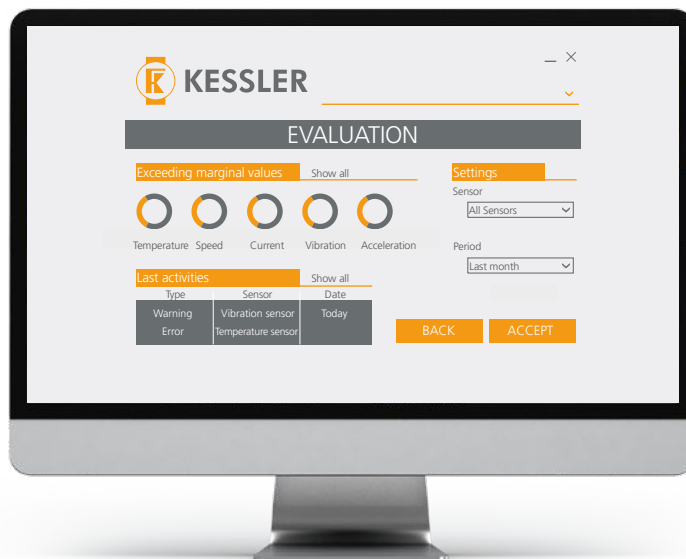 KESSLER
EVALUATION
Exceeding marginal values Show all
Temperature Speed Current Vibration Acceleration
Last activities Show all
Type Sensor Date
Warning Vibration sensor Today
Error Temperature sensor
Settings
Sensor
All Sensors
Period
Last month
BACK ACCEPT